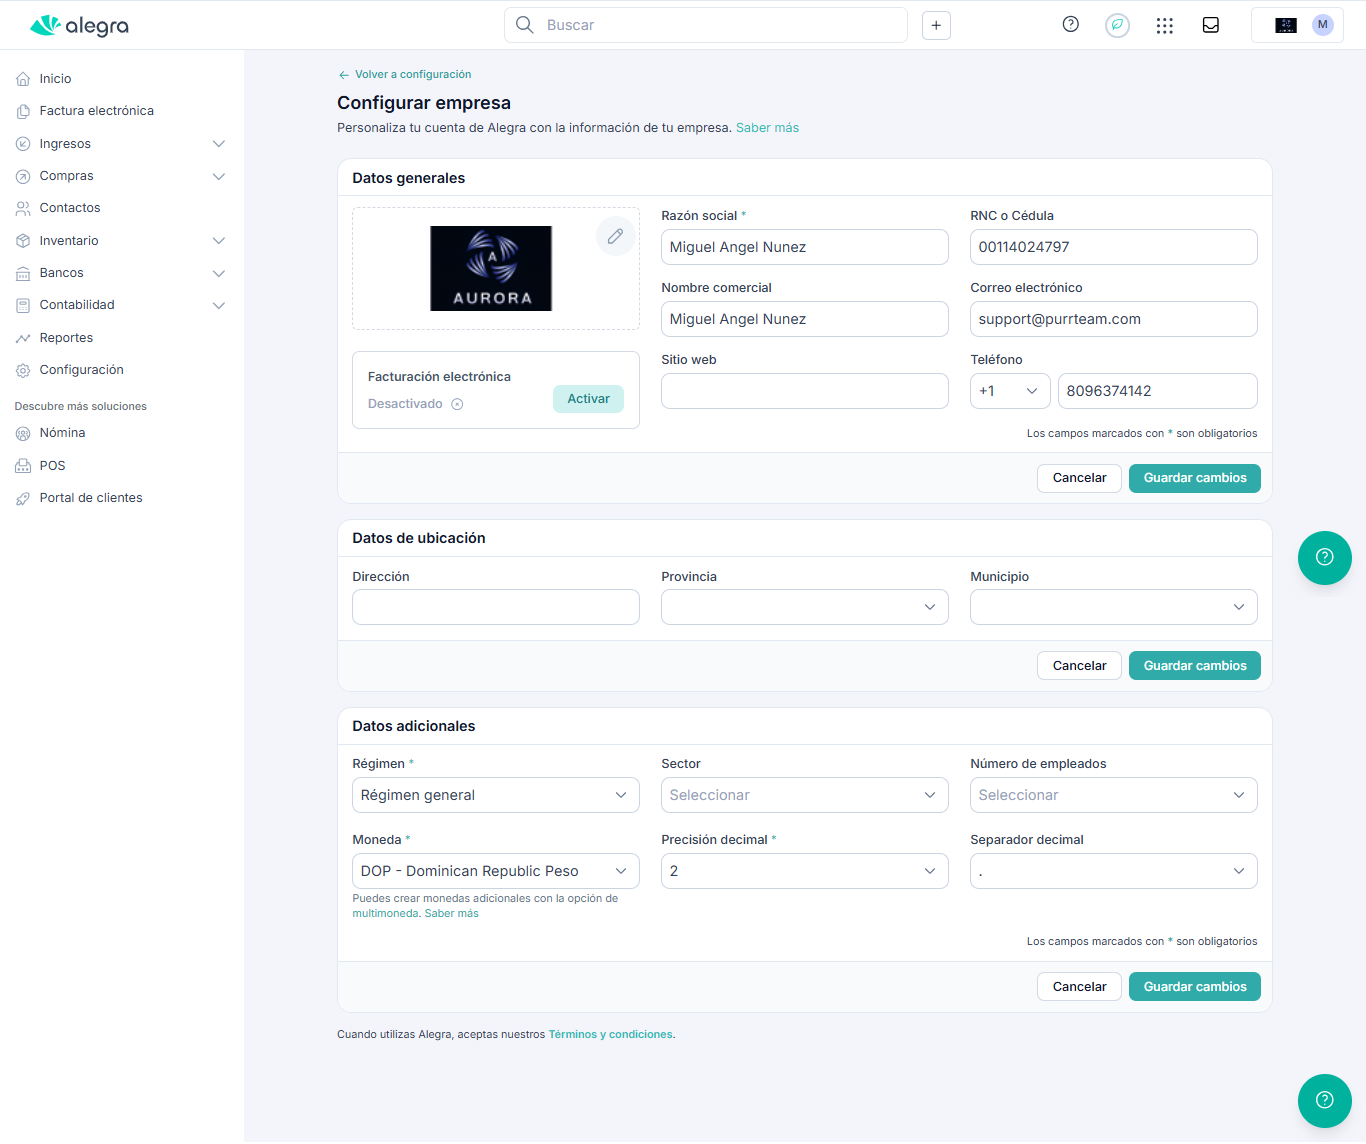 alegra
Buscar
M
Inicio
Factura electrónica
Ingresos
Compras
Contactos
Inventario
Bancos
Contabilidad
Reportes
Configuración
Descubre más soluciones
Nómina
POS
Portal de clientes
Volver a configuración
Configurar empresa
Personaliza tu cuenta de Alegra con la información de tu empresa. Saber más
Datos generales
A
AURORA
Facturación electrónica
Desactivado
Activar
Razón social *
Miguel Angel Nunez
RNC o Cédula
00114024797
Nombre comercial
Miguel Angel Nunez
Correo electrónico
support@purrteam.com
Sitio web
Teléfono
+1
8096374142
Los campos marcados con * son obligatorios
Cancelar
Guardar cambios
Datos de ubicación
Dirección
Provincia
Municipio
Cancelar
Guardar cambios
Datos adicionales
Régimen *
Régimen general
Sector
Seleccionar
Número de empleados
Seleccionar
Moneda *
DOP - Dominican Republic Peso
Puedes crear monedas adicionales con la opción de
multimoneda. Saber más
Precisión decimal *
2
Separador decimal
.
Los campos marcados con * son obligatorios
Cancelar
Guardar cambios
Cuando utilizas Alegra, aceptas nuestros Términos y condiciones.